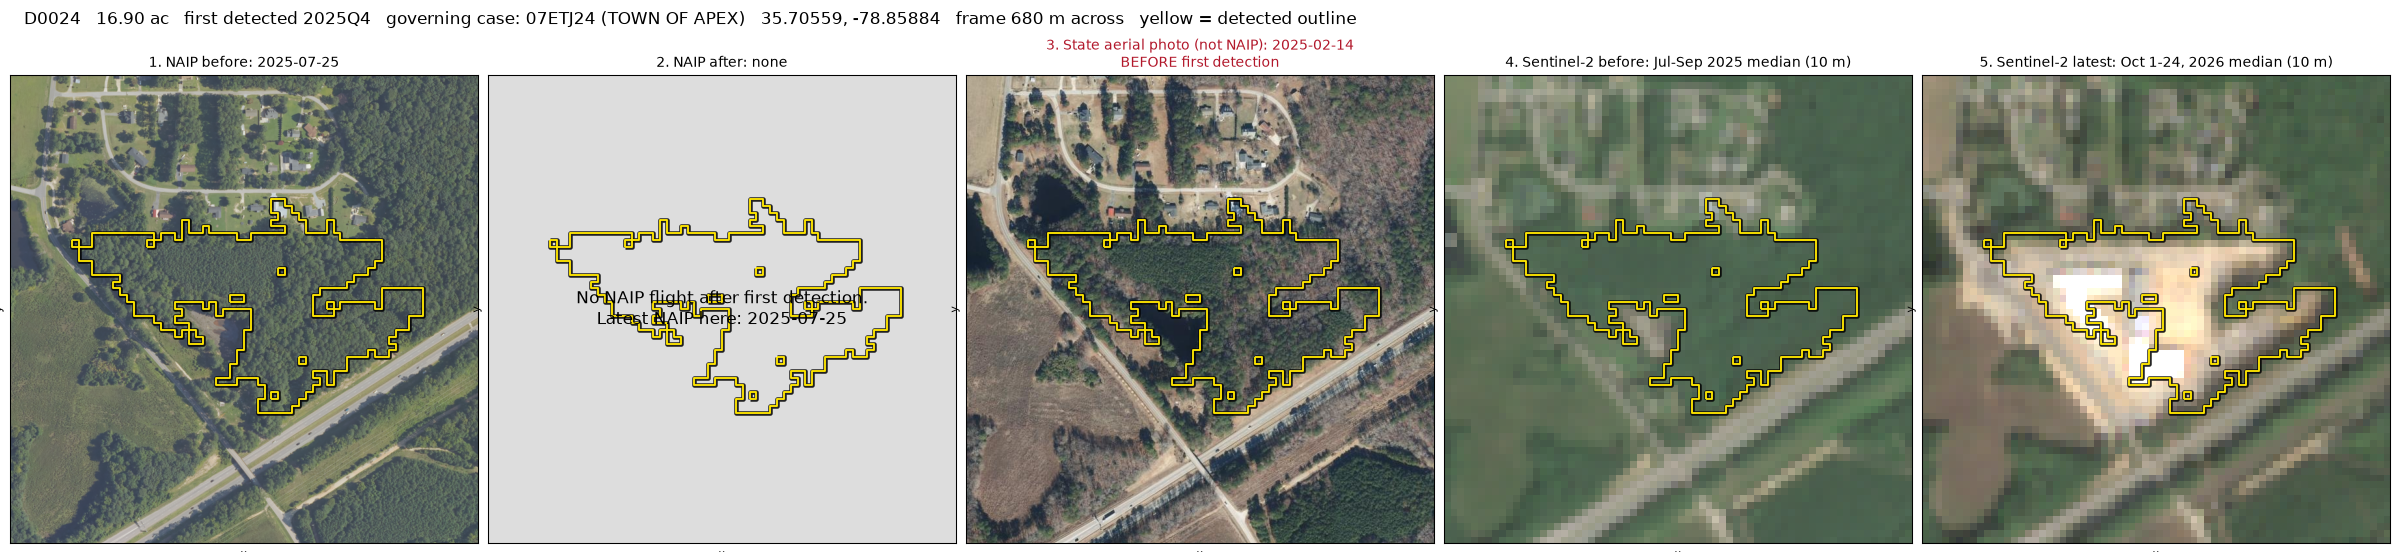 D0024   16.90 ac   first detected 2025Q4   governing case: 07ETJ24 (TOWN OF APEX)   35.70559, -78.85884   frame 680 m across   yellow = detected outline
1. NAIP before: 2025-07-25
2. NAIP after: none
3. State aerial photo (not NAIP): 2025-02-14
BEFORE first detection
4. Sentinel-2 before: Jul-Sep 2025 median (10 m)
5. Sentinel-2 latest: Oct 1-24, 2026 median (10 m)
No NAIP flight after first detection.
Latest NAIP here: 2025-07-25